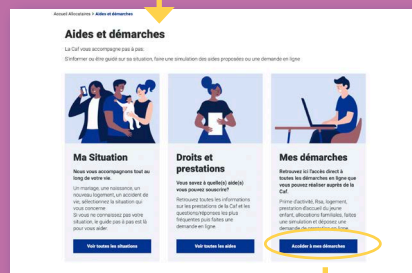 Accueil Allocataires > Aides et démarches
Aides et démarches
La Caf vous accompagne pas à pas.
S'informer ou être guidé sur sa situation, faire une simulation des aides proposées ou une demande en ligne
Ma Situation
Nous vous accompagnons tout au
long de votre vie.
Un mariage, une naissance, un
nouveau logement, un accident de
vie, sélectionnez la situation qui
vous concerne.
Si vous ne connaissez pas votre
situation, le guide pas à pas est là
pour vous aider
Voir toutes les situations
Droits et
prestations
Vous savez à quelle(s) aide(s)
vous pouvez souscrire?
Retrouvez toutes les informations
sur les prestations de la Caf et les
questions/réponses les plus
fréquentes puis faites une
demande en ligne
Voir toutes les aides
Mes démarches
Retrouvez ici l'accès direct à
toutes les démarches en ligne que
vous pouvez réaliser auprès de la
Caf.
Prime d'activité, Rsa, logement,
prestation d'accueil du jeune
enfant, allocations familiales, faites
une simulation et déposez une
demande de prestation en ligne
Accéder à mes démarches